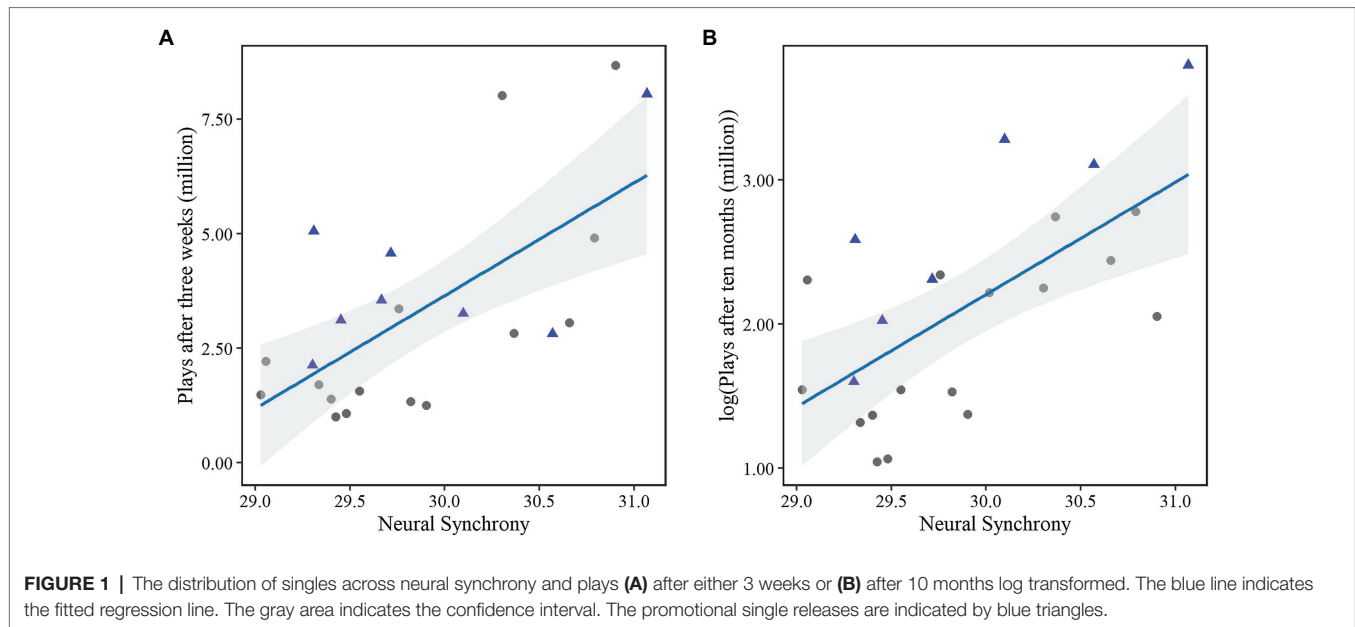 A
Plays after three weeks (million)
7.50
5.00
2.50
0.00
29.0 29.5 30.0 30.5 31.0
Neural Synchrony
B
log(Plays after ten months (million))
3.00
2.00
1.00
29.0 29.5 30.0 30.5 31.0
Neural Synchrony
FIGURE 1 | The distribution of singles across neural synchrony and plays (A) after either 3 weeks or (B) after 10 months log transformed. The blue line indicates
the fitted regression line. The gray area indicates the confidence interval. The promotional single releases are indicated by blue triangles.